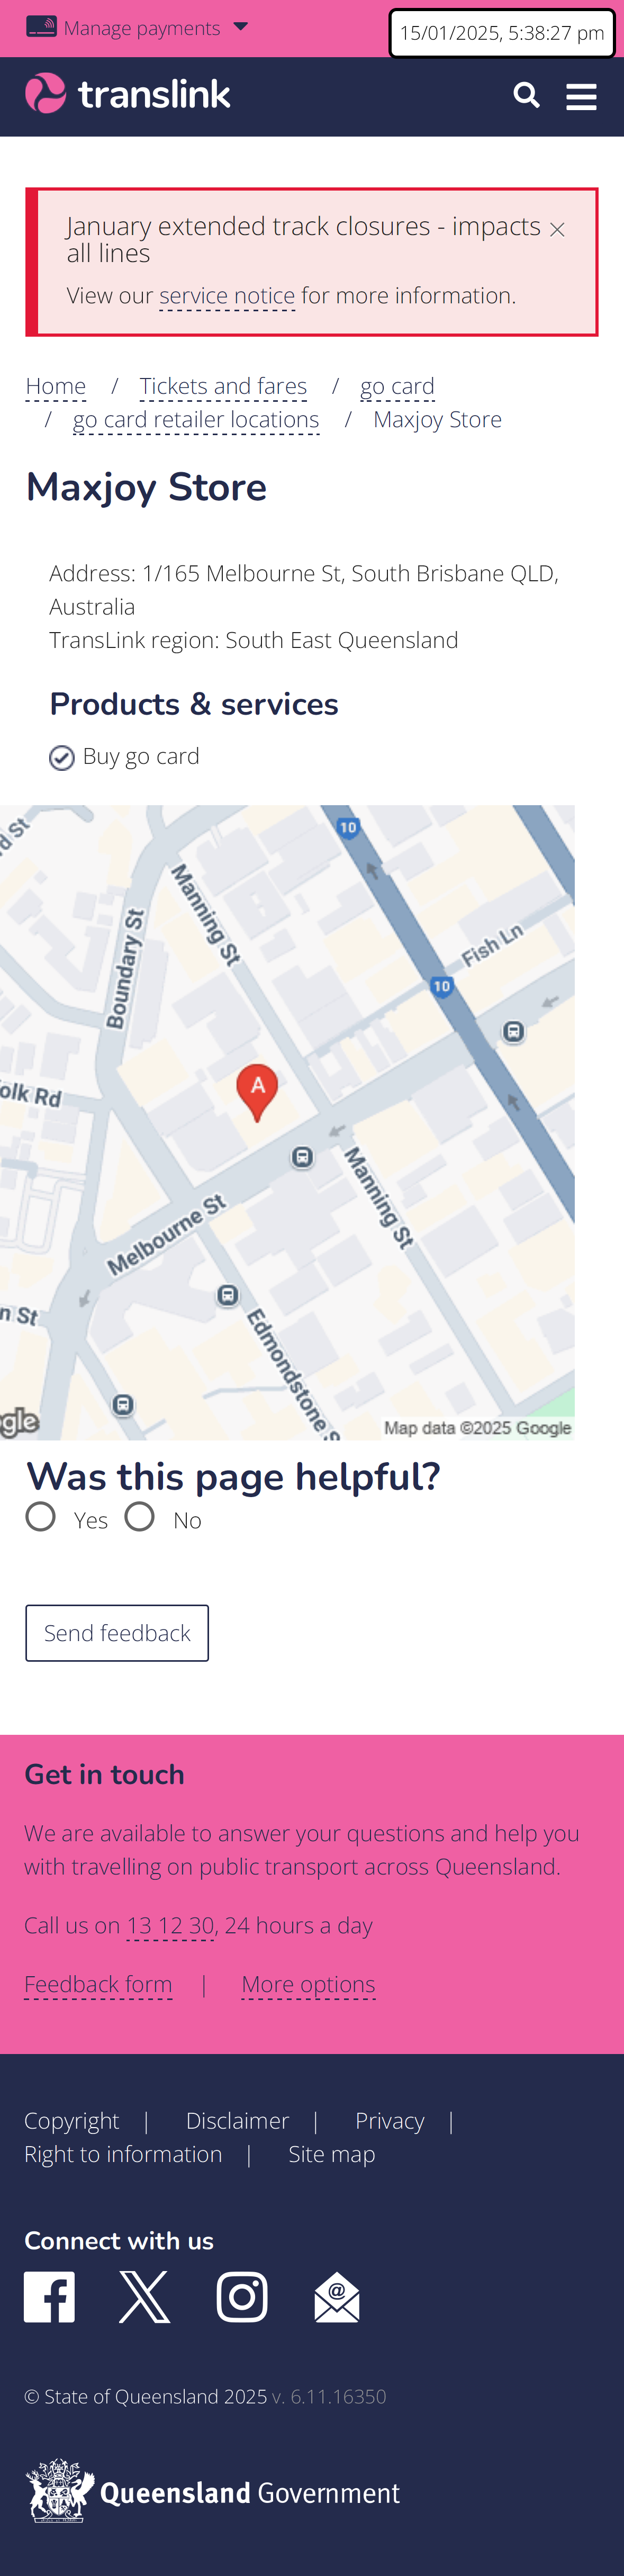 Manage payments
15/01/2025, 5:38:27 pm
translink
January extended track closures - impacts
all lines
View our service notice for more information.
Home / Tickets and fares / go card
/ go card retailer locations / Maxjoy Store
Maxjoy Store
Address: 1/165 Melbourne St, South Brisbane QLD,
Australia
TransLink region: South East Queensland
Products & services
Buy go card
d St
10
Manning St
Boundary St
Fish Ln
10
olk Rd
A
Manning St
Melbourne St
n St
Edmondstone S
gle
Map data ©2025 Google
Was this page helpful?
Yes No
Send feedback
Get in touch
We are available to answer your questions and help you
with travelling on public transport across Queensland.
Call us on 13 12 30, 24 hours a day
Feedback form | More options
Copyright | Disclaimer | Privacy |
Right to information | Site map
Connect with us
© State of Queensland 2025 v. 6.11.16350
Queensland Government